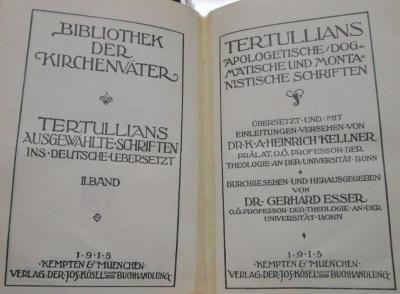 BIBLIOTHEK
DER
KIRCHENVÄTER
TERTULLIANS
AUSGEWÄHLTE·SCHRIFTEN
INS·DEUTSCHE·UEBERSETZT
II.BAND
1·9·1·5
·KEMPTEN & MUENCHEN·
VERLAG·DER·JOS·KÖSEL'SCHEN BUCHHANDLUNG
TERTULLIANS
APOLOGETISCHE/DOG-
MATISCHE UND MONTA-
NISTISCHE SCHRIFTEN
ÜBERSETZT·UND·MIT
EINLEITUNGEN·VERSEHEN·VON
DR·K·A·HEINRICH KELLNER
PRÄLAT·O.Ö.PROFESSOR·DER
THEOLOGIE·AN·DER·UNIVERSITÄT·BONN
DURCHGESEHEN·UND·HERAUSGEGEBEN
VON
DR·GERHARD ESSER
O.Ö.PROFESSOR·DER·THEOLOGIE·AN·DER
UNIVERSITÄT·BONN
1·9·1·5
·KEMPTEN & MUENCHEN·
VERLAG·DER·JOS·KÖSEL'SCHEN BUCHHANDLUNG